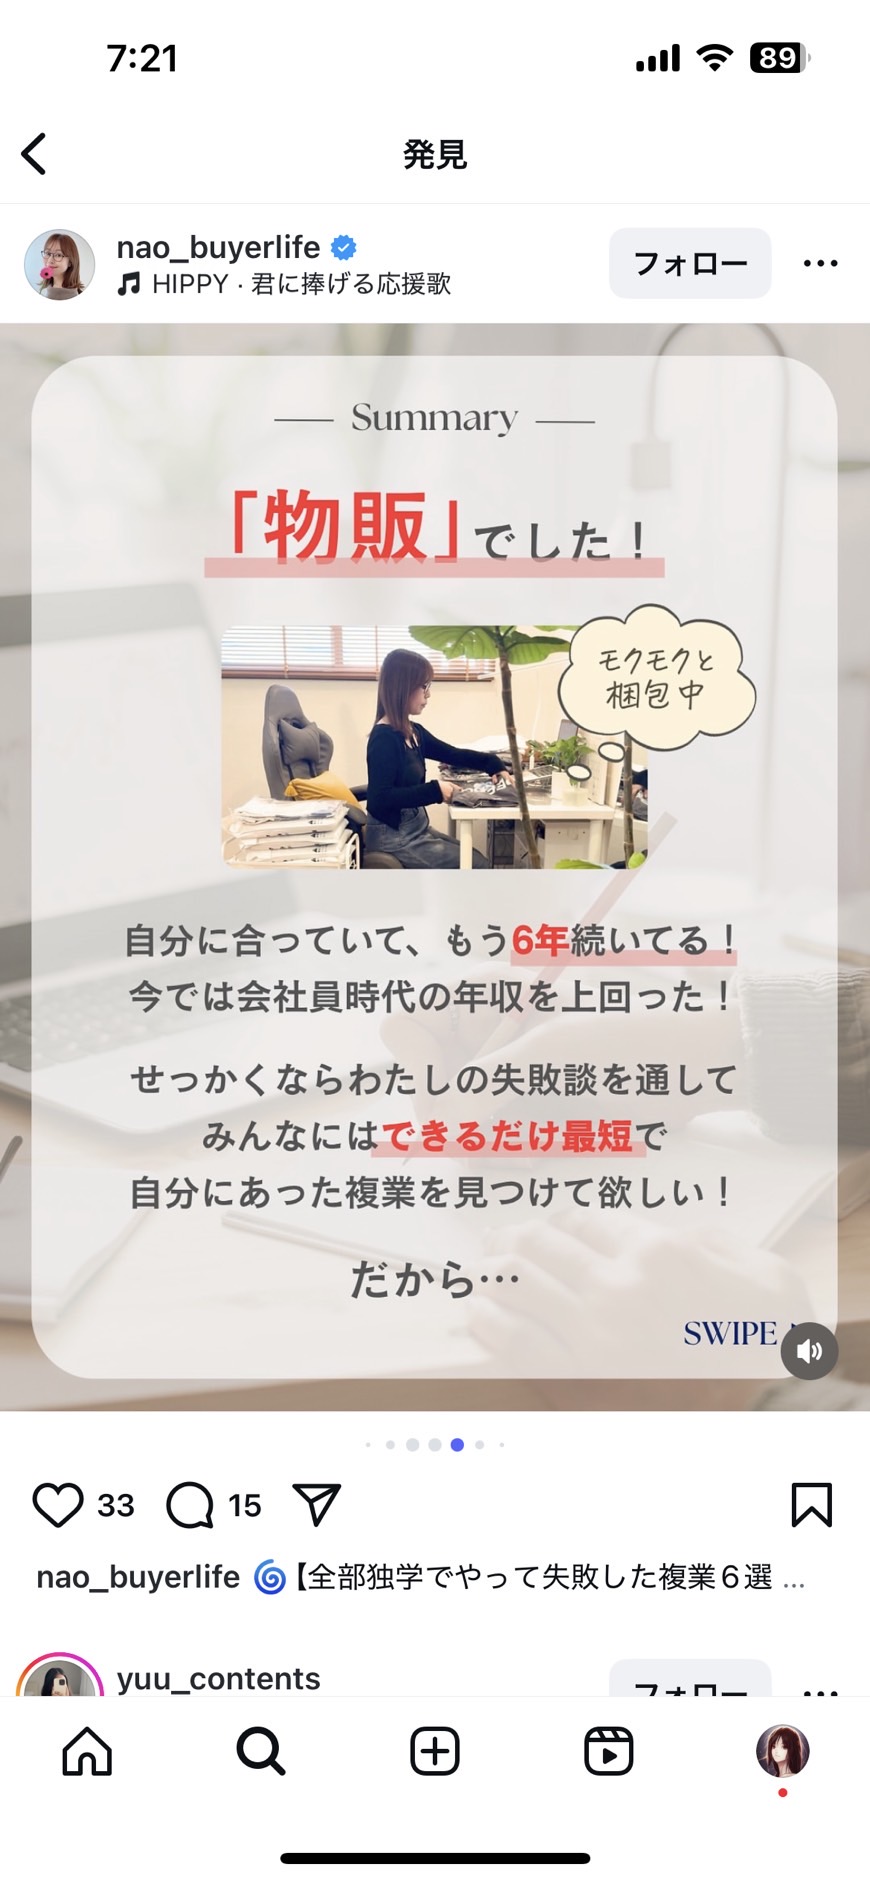 7:21
89
発見
nao_buyerlife
HIPPY · 君に捧げる応援歌
フォロー
Summary
「物販」でした！
モクモクと
梱包中
自分に合っていて、もう6年続いてる！
今では会社員時代の年収を上回った！
せっかくならわたしの失敗談を通して
みんなにはできるだけ最短で
自分にあった複業を見つけて欲しい！
だから…
SWIPE
33
15
nao_buyerlife 🌀【全部独学でやって失敗した複業６選 ...
yuu_contents
フォロー